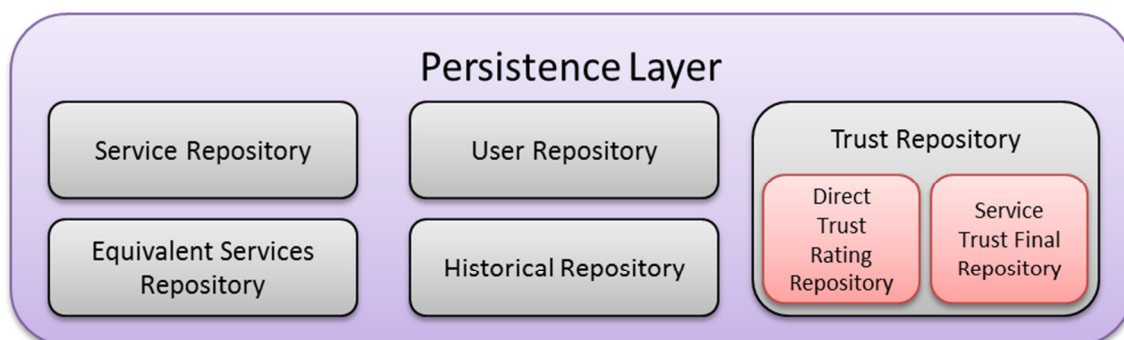 Persistence Layer
Service Repository
User Repository
Trust Repository
Direct
Trust
Rating
Repository
Service
Trust Final
Repository
Equivalent Services
Repository
Historical Repository